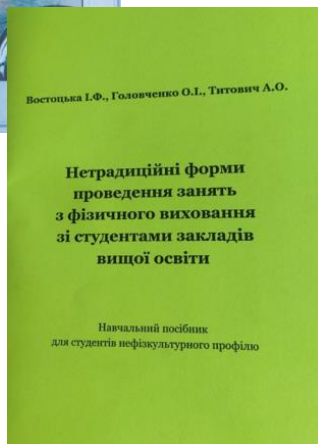 Востоцька І.Ф., Головченко О.І., Титович А.О.
Нетрадиційні форми
проведення занять
з фізичного виховання
зі студентами закладів
вищої освіти
Навчальний посібник
для студентів нефізкультурного профілю